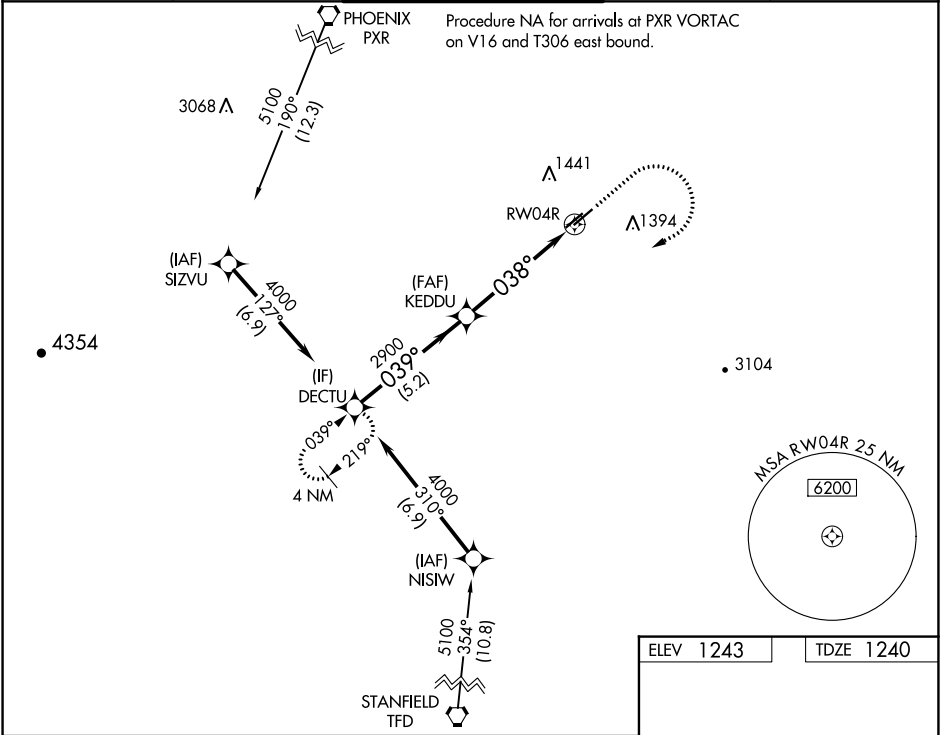 PHOENIX
PXR
Procedure NA for arrivals at PXR VORTAC
on V16 and T306 east bound.
3068
5100
190°
(12.3)
1441
RW04R
1394
(IAF)
SIZVU
4000
127°
(6.9)
(FAF)
KEDDU
038°
4354
2900
039°
(5.2)
3104
(IF)
DECTU
039°
219°
4 NM
4000
310°
(6.9)
MSA RW04R 25 NM
6200
(IAF)
NISIW
5100
354°
(10.8)
STANFIELD
TFD
ELEV 1243
TDZE 1240